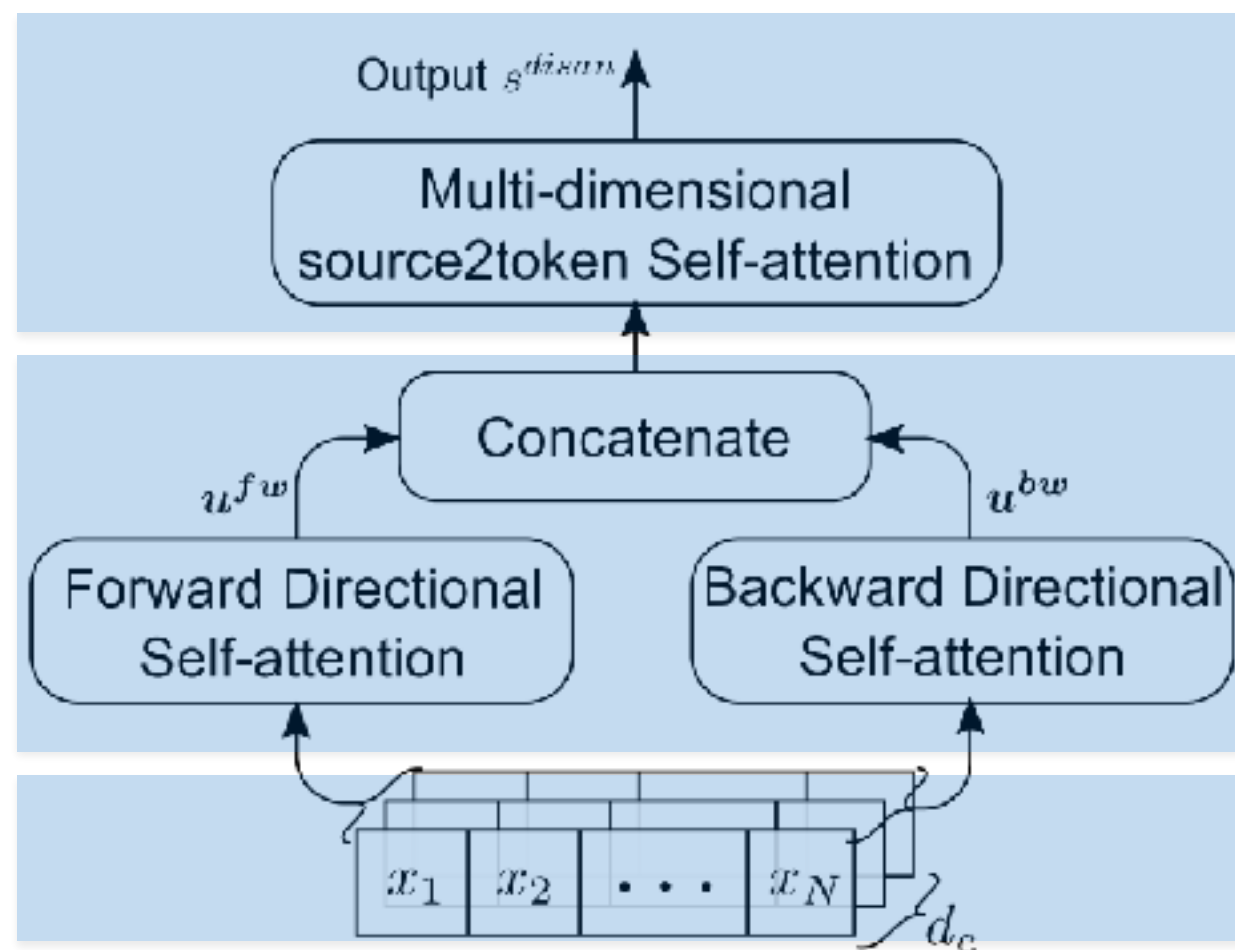 Output s^{disan}
Multi-dimensional
source2token Self-attention
Concatenate
u^{fw}
u^{bw}
Forward Directional
Self-attention
Backward Directional
Self-attention
x_1 x_2 · · · x_N
d_e